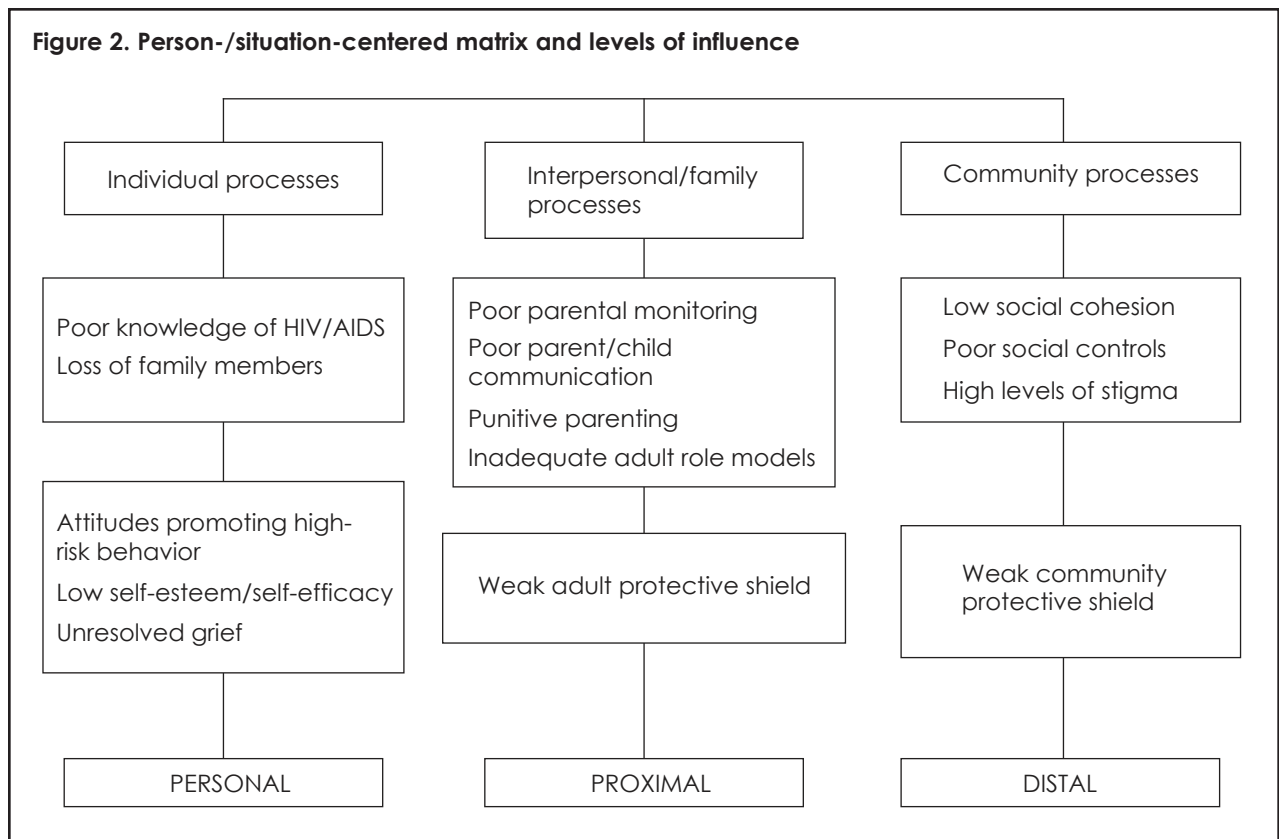 Figure 2. Person-/situation-centered matrix and levels of influence
Individual processes
Interpersonal/family
processes
Community processes
Poor knowledge of HIV/AIDS
Loss of family members
Poor parental monitoring
Poor parent/child
communication
Punitive parenting
Inadequate adult role models
Low social cohesion
Poor social controls
High levels of stigma
Attitudes promoting high-
risk behavior
Low self-esteem/self-efficacy
Unresolved grief
Weak adult protective shield
Weak community
protective shield
PERSONAL
PROXIMAL
DISTAL